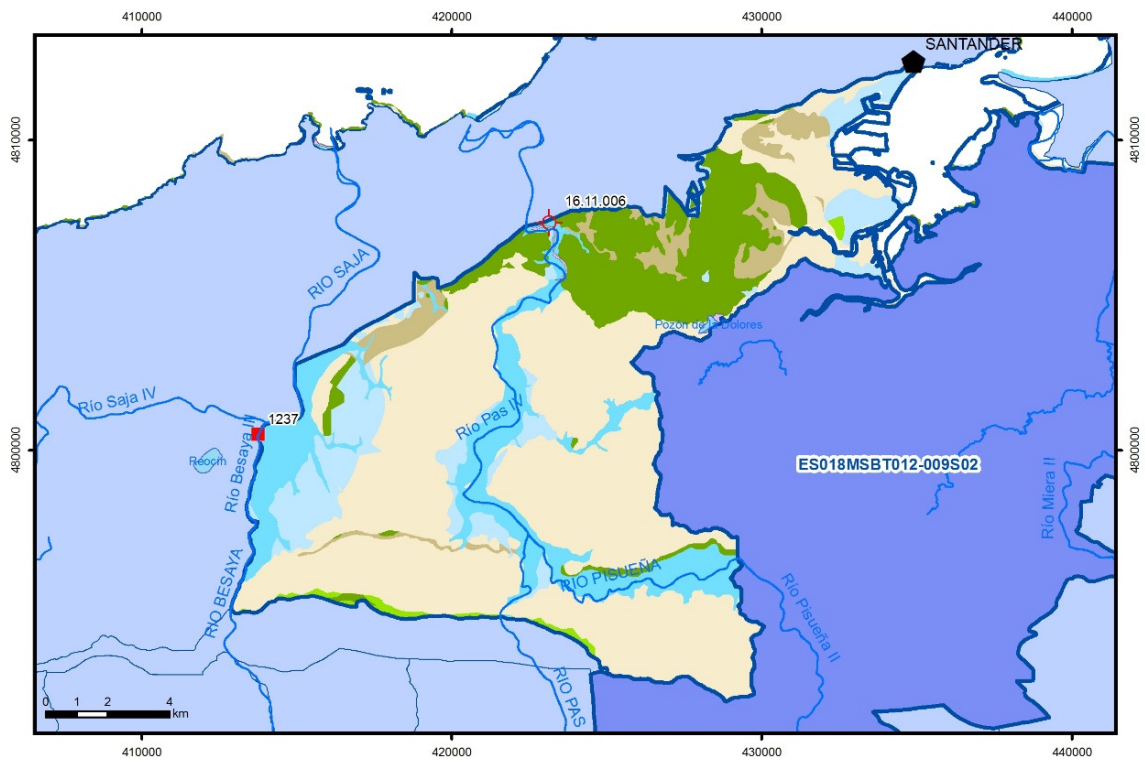 410000
420000
430000
440000
SANTANDER
4810000
4810000
16.11.006
RIO SAJA
Pozón de la Dolores
Río Saja IV
1237
Río Pas IV
Reocín
Río Besaya III
4800000
4800000
ES018MSBT012-009S02
Río Miera II
RIO PISUEÑA
RIO BESAYA
Río Pisueña II
RIO PAS
0 1 2 4
km
410000
420000
430000
440000